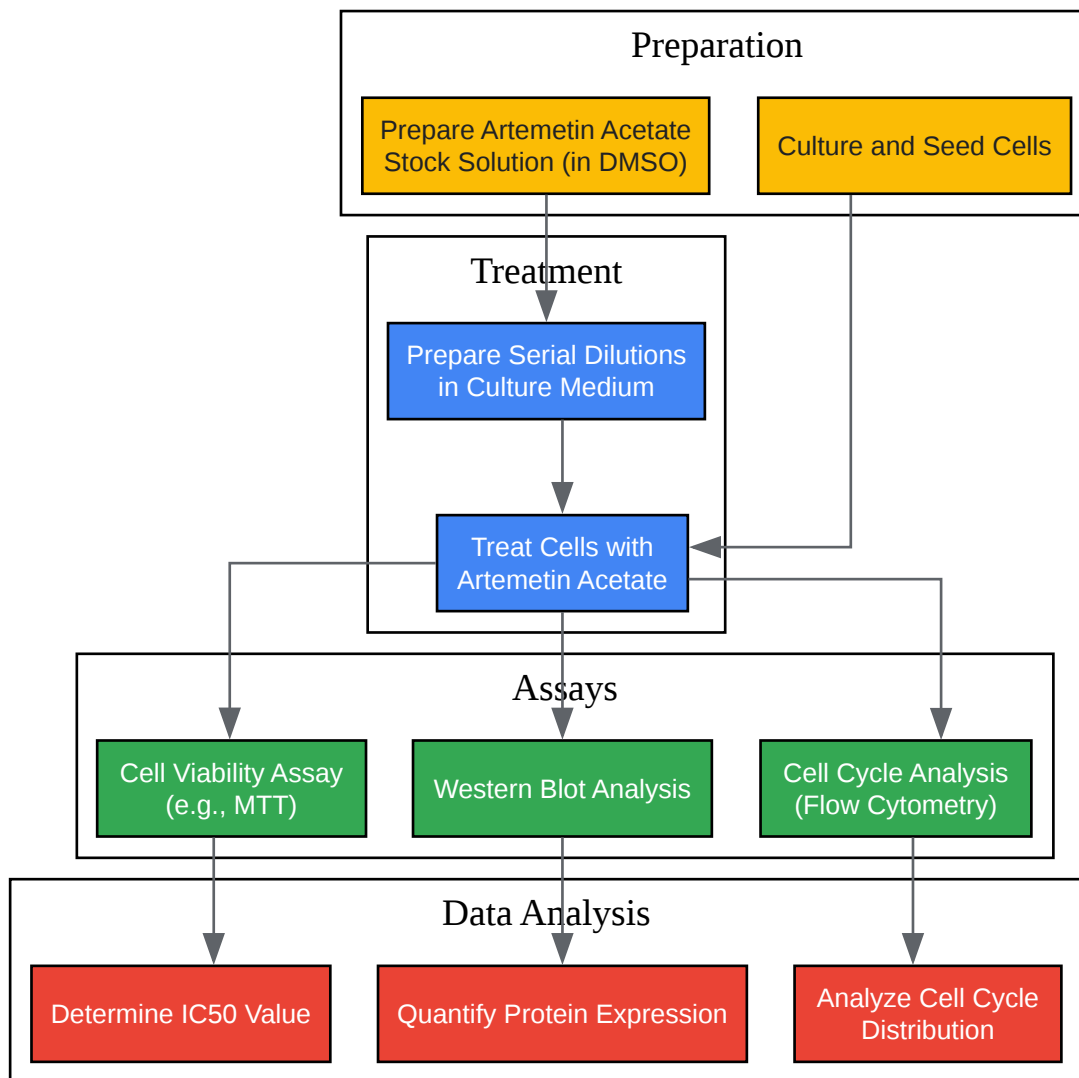 Preparation
Prepare Artemetin Acetate
Stock Solution (in DMSO)
Culture and Seed Cells
Treatment
Prepare Serial Dilutions
in Culture Medium
Treat Cells with
Artemetin Acetate
Assays
Cell Viability Assay
(e.g., MTT)
Western Blot Analysis
Cell Cycle Analysis
(Flow Cytometry)
Data Analysis
Determine IC50 Value
Quantify Protein Expression
Analyze Cell Cycle
Distribution